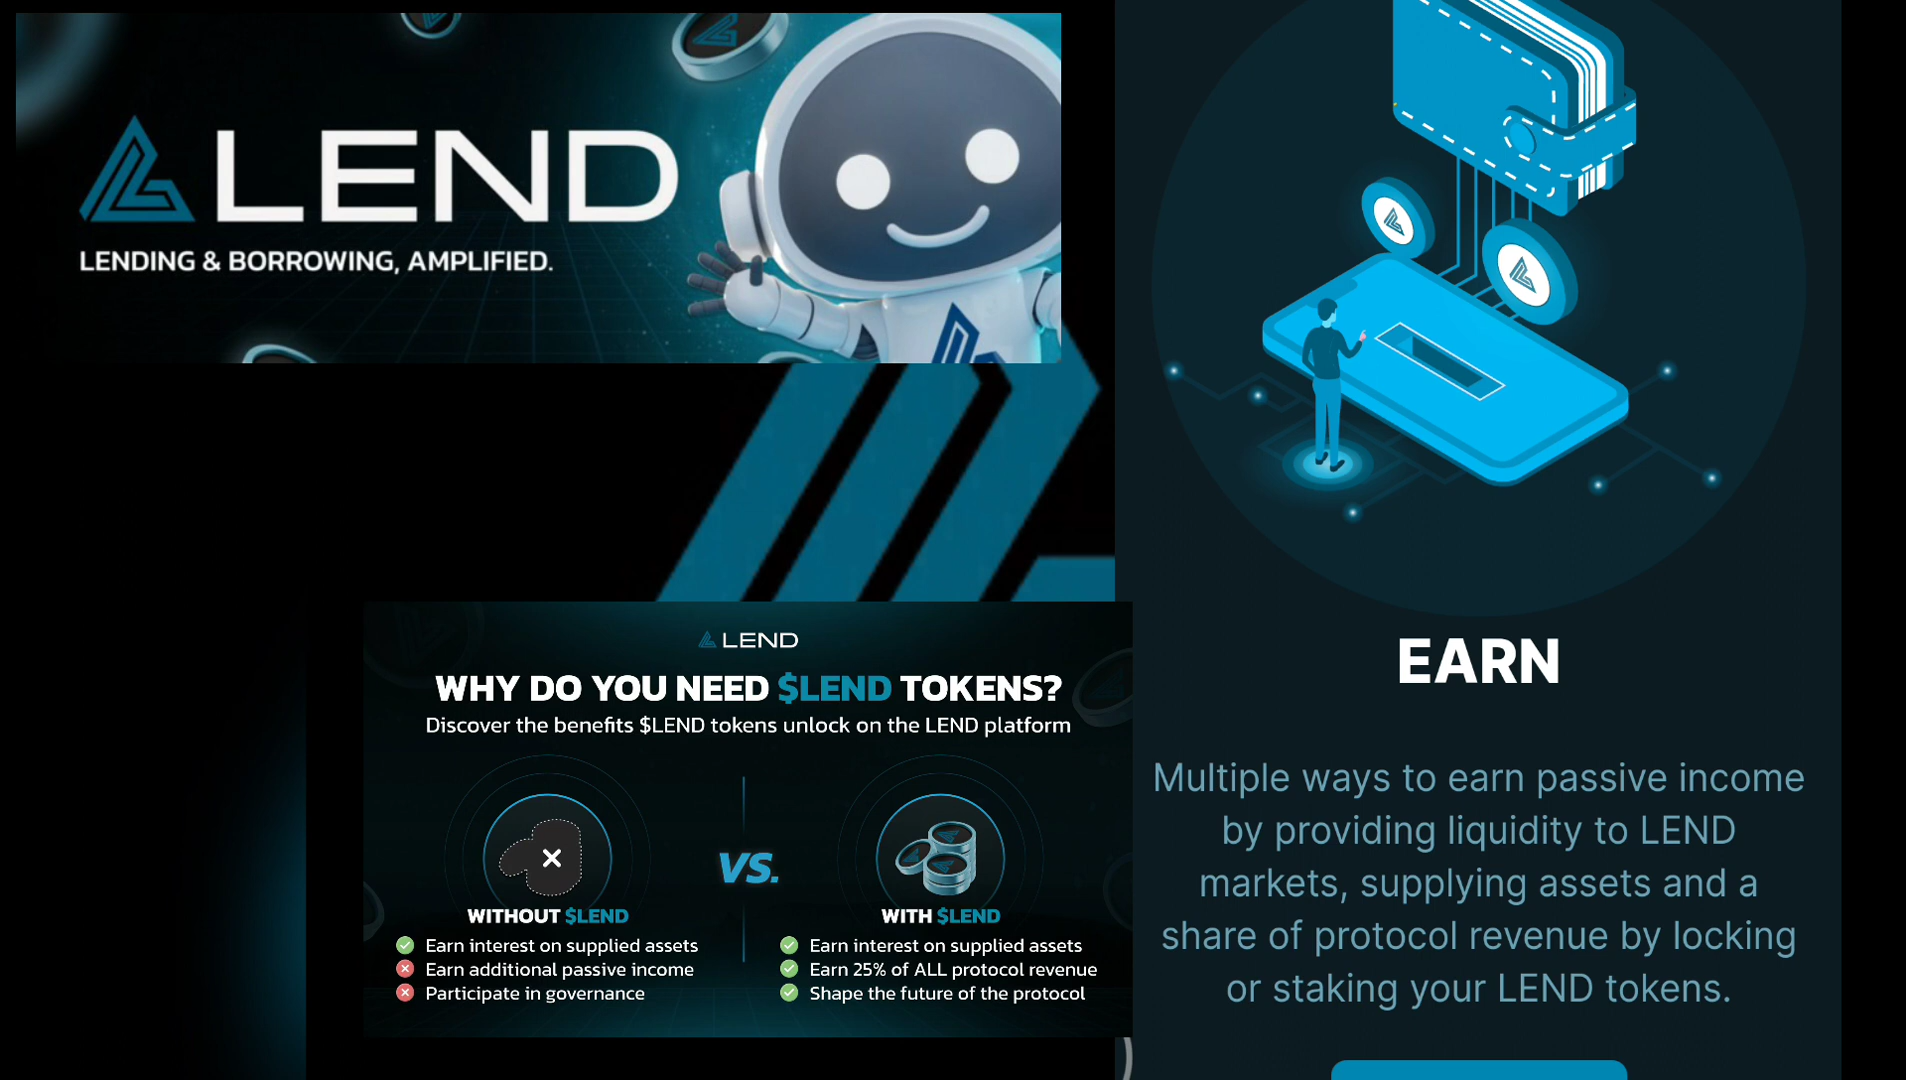 LEND
LENDING & BORROWING, AMPLIFIED.
LEND
WHY DO YOU NEED $LEND TOKENS?
Discover the benefits $LEND tokens unlock on the LEND platform
VS.
WITHOUT $LEND
Earn interest on supplied assets
Earn additional passive income
Participate in governance
WITH $LEND
Earn interest on supplied assets
Earn 25% of ALL protocol revenue
Shape the future of the protocol
EARN
Multiple ways to earn passive income
by providing liquidity to LEND
markets, supplying assets and a
share of protocol revenue by locking
or staking your LEND tokens.